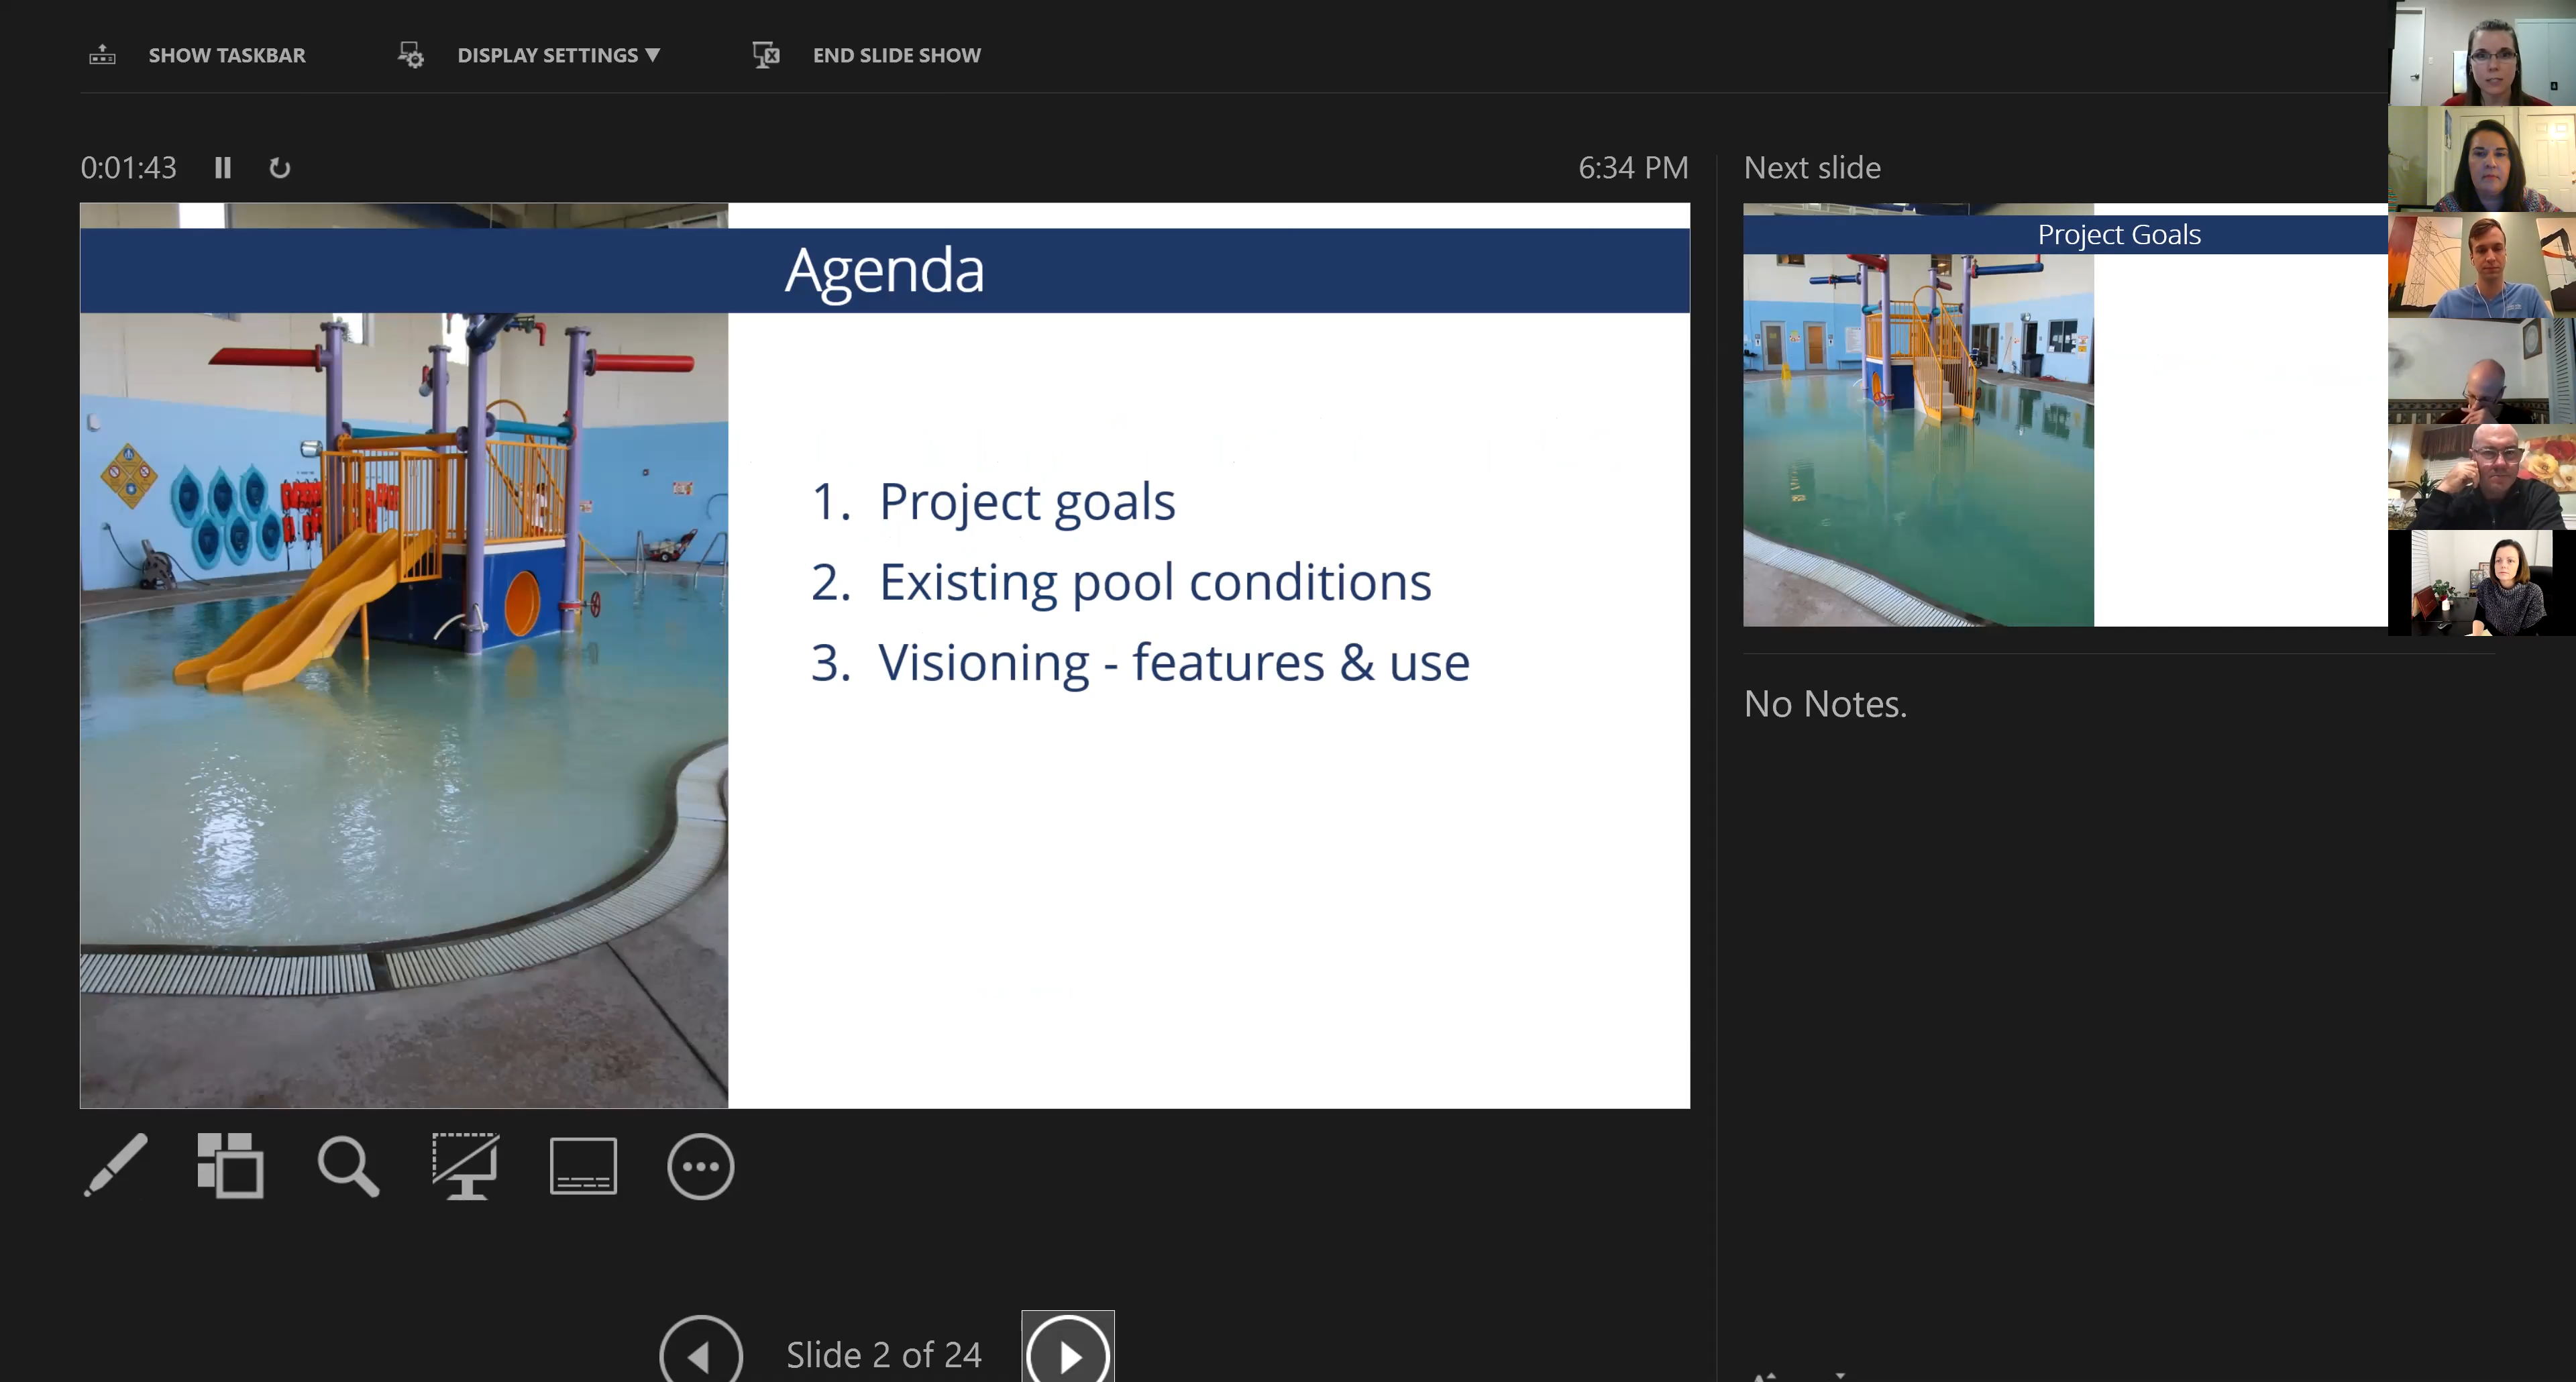 SHOW TASKBAR
DISPLAY SETTINGS ▼
END SLIDE SHOW
0:01:43
6:34 PM
Next slide
Agenda
1. Project goals
2. Existing pool conditions
3. Visioning - features & use
Project Goals
No Notes.
Slide 2 of 24